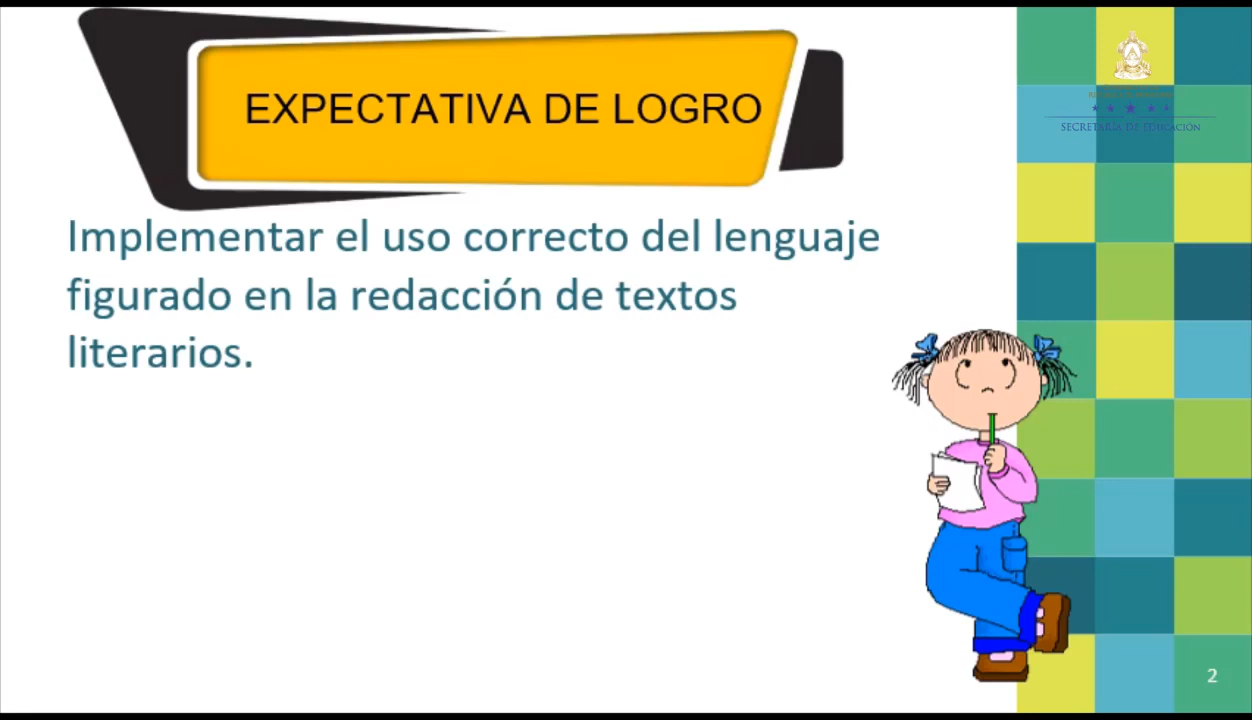 EXPECTATIVA DE LOGRO
Implementar el uso correcto del lenguaje
figurado en la redacción de textos
literarios.
SECRETARÍA DE EDUCACIÓN
2